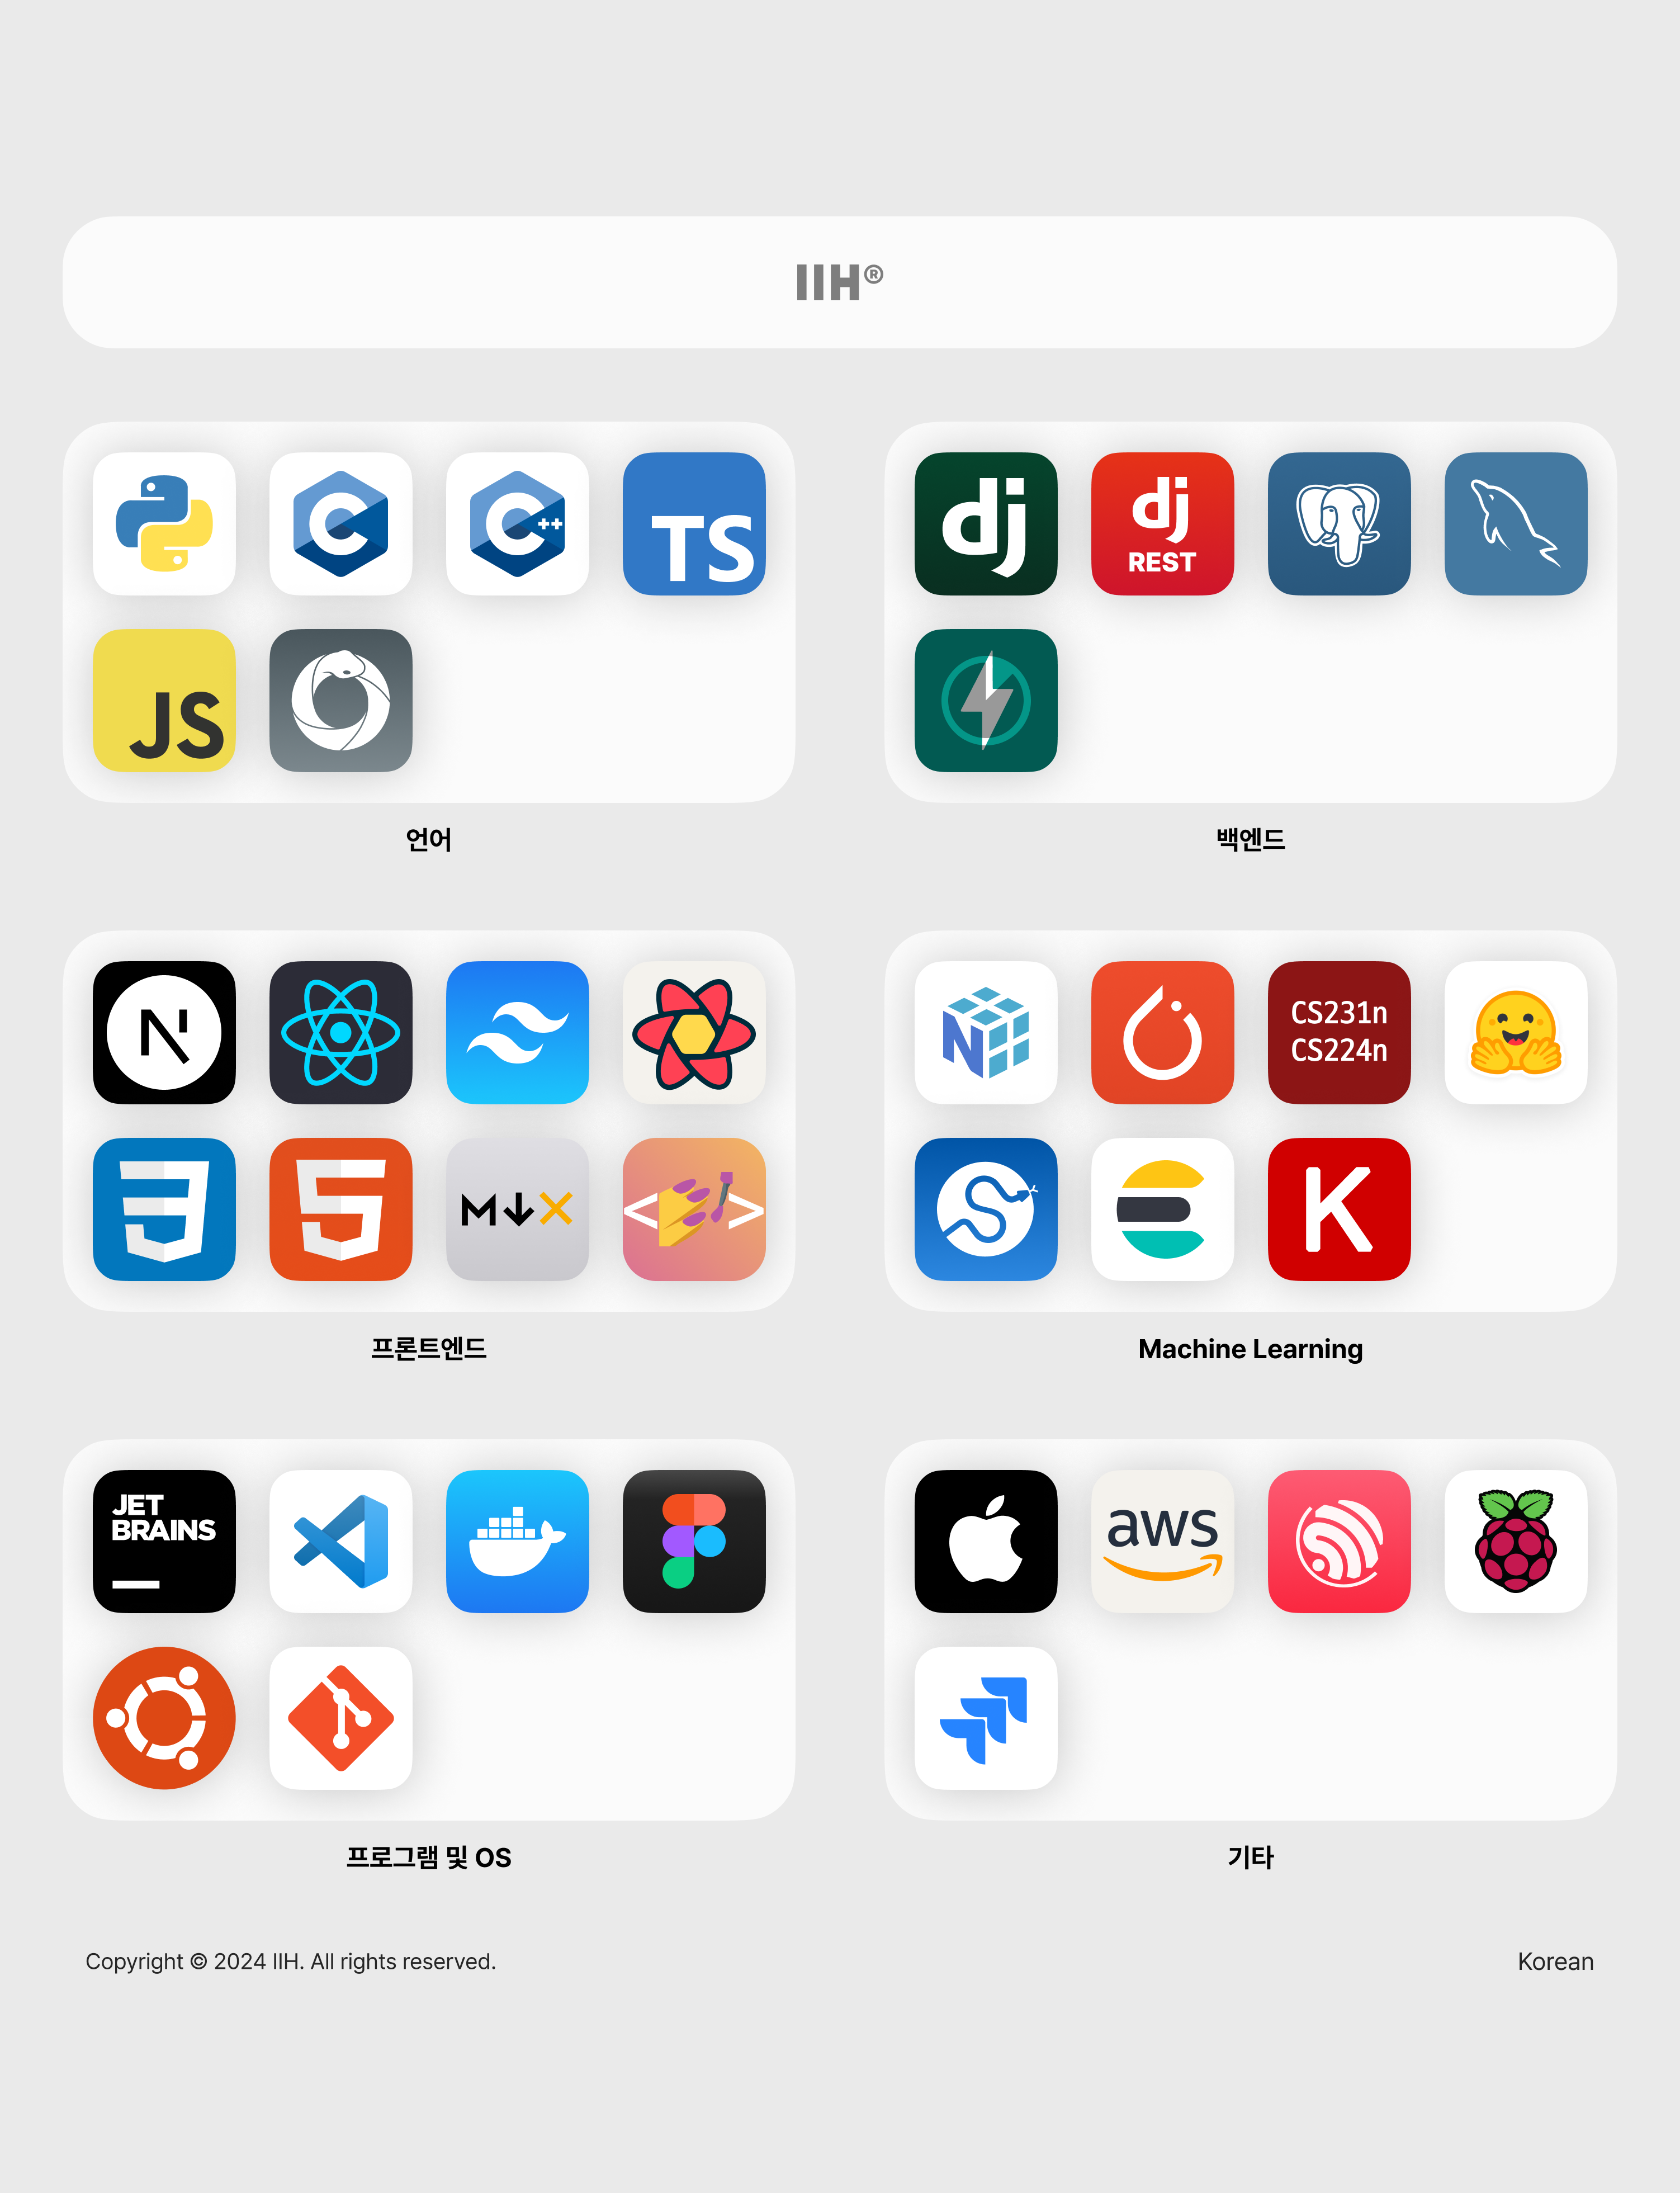 IIH®
TS
dj
dj
REST
JS
언어
백엔드
N
CS231n
CS224n
M↓X
< >
K
프론트엔드
Machine Learning
JET
BRAINS
aws
프로그램 및 OS
기타
Copyright © 2024 IIH. All rights reserved.
Korean